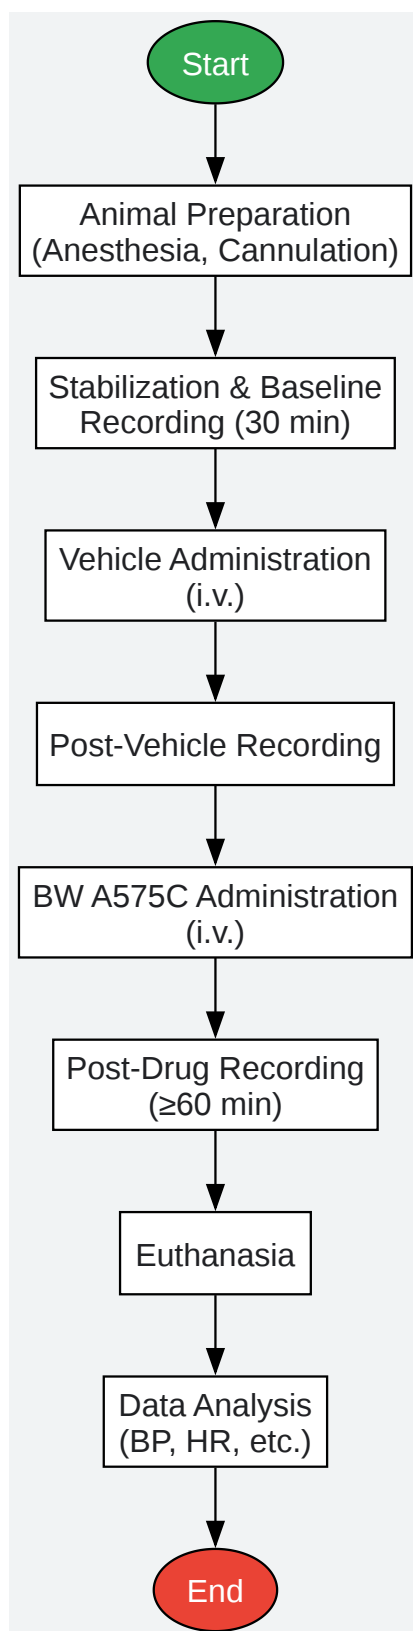 Start
Animal Preparation
(Anesthesia, Cannulation)
Stabilization & Baseline
Recording (30 min)
Vehicle Administration
(i.v.)
Post-Vehicle Recording
BW A575C Administration
(i.v.)
Post-Drug Recording
(≥60 min)
Euthanasia
Data Analysis
(BP, HR, etc.)
End